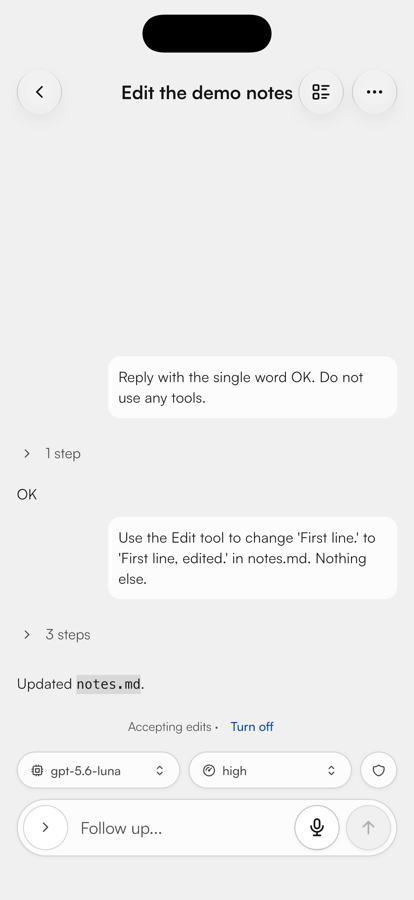 Edit the demo notes
Reply with the single word OK. Do not
use any tools.
1 step
OK
Use the Edit tool to change 'First line.' to
'First line, edited.' in notes.md. Nothing
else.
3 steps
Updated notes.md.
Accepting edits · Turn off
gpt-5.6-luna
high
Follow up...